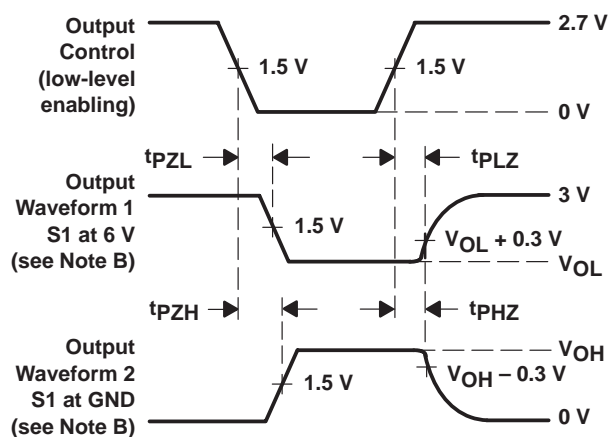 Output
Control
(low-level
enabling)
1.5 V
1.5 V
2.7 V
0 V
tPZL
tPLZ
Output
Waveform 1
S1 at 6 V
(see Note B)
1.5 V
3 V
VOL + 0.3 V
VOL
tPZH
tPHZ
Output
Waveform 2
S1 at GND
(see Note B)
1.5 V
VOH
VOH – 0.3 V
0 V